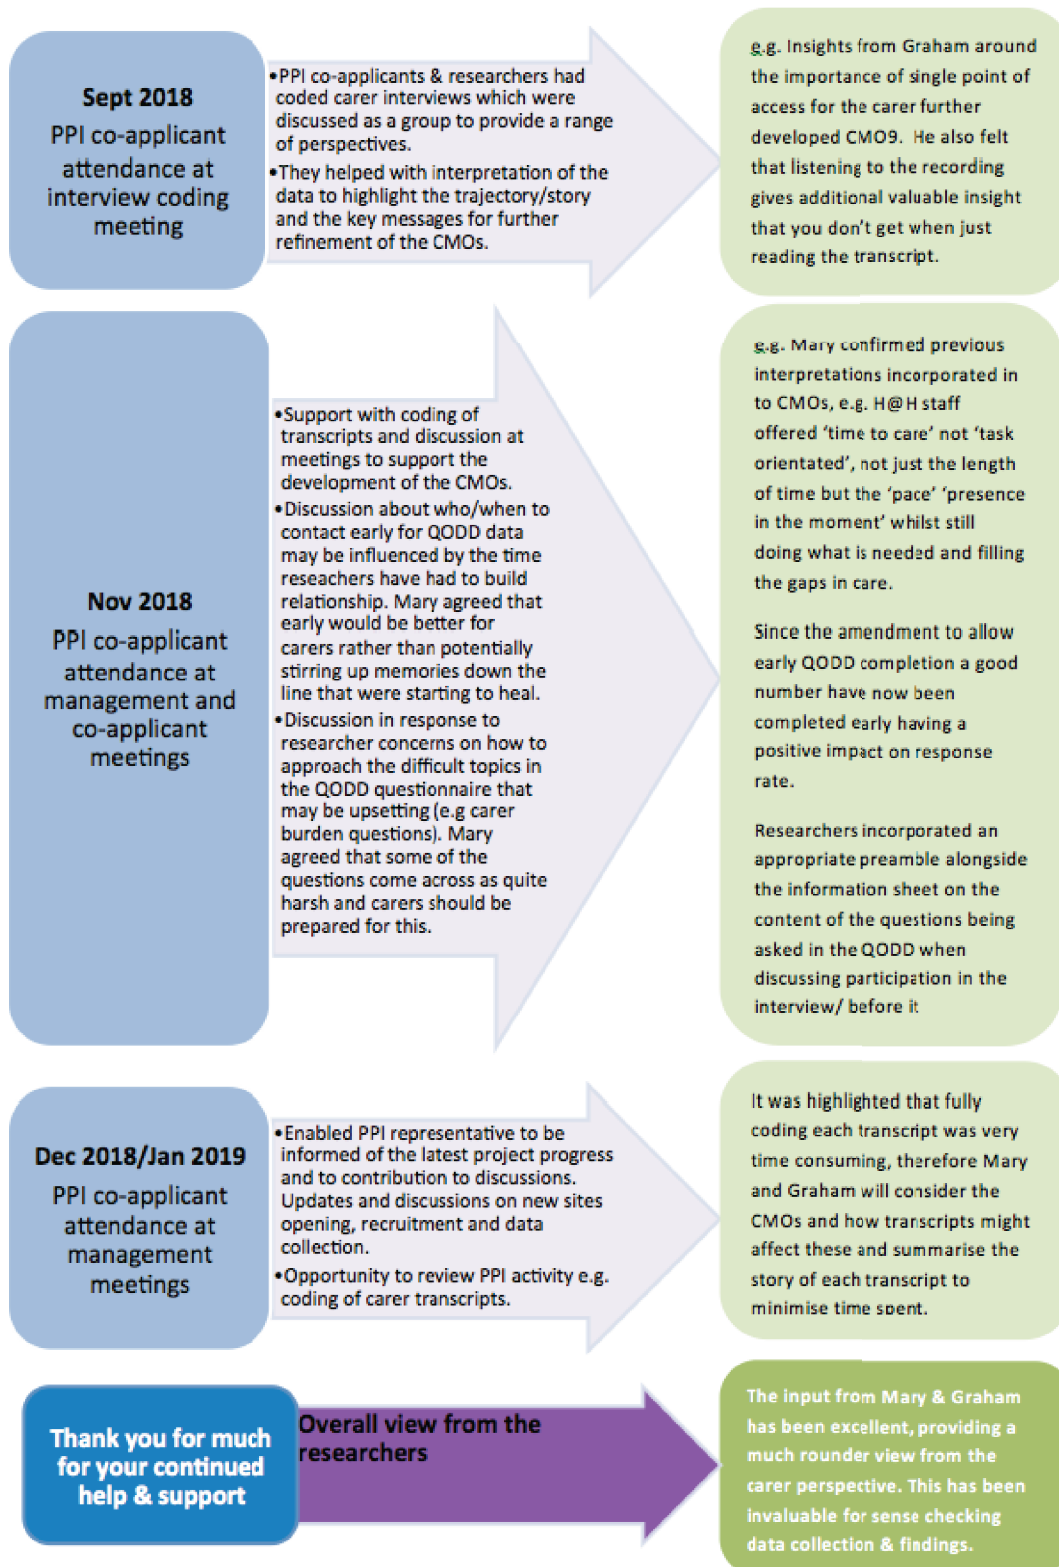 Sept 2018
PPI co-applicant
attendance at
interview coding
meeting
•PPI co-applicants & researchers had
coded carer interviews which were
discussed as a group to provide a range
of perspectives.
•They helped with interpretation of the
data to highlight the trajectory/story
and the key messages for further
refinement of the CMOs.
e.g. Insights from Graham around
the importance of single point of
access for the carer further
developed CMO9. He also felt
that listening to the recording
gives additional valuable insight
that you don't get when just
reading the transcript.
Nov 2018
PPI co-applicant
attendance at
management and
co-applicant
meetings
•Support with coding of
transcripts and discussion at
meetings to support the
development of the CMOs.
•Discussion about who/when to
contact early for QODD data
may be influenced by the time
reseachers have had to build
relationship. Mary agreed that
early would be better for
carers rather than potentially
stirring up memories down the
line that were starting to heal.
•Discussion in response to
researcher concerns on how to
approach the difficult topics in
the QODD questionnaire that
may be upsetting (e.g carer
burden questions). Mary
agreed that some of the
questions come across as quite
harsh and carers should be
prepared for this.
e.g. Mary confirmed previous
interpretations incorporated in
to CMOs, e.g. H@H staff
offered 'time to care' not 'task
orientated', not just the length
of time but the 'pace' 'presence
in the moment' whilst still
doing what is needed and filling
the gaps in care.
Since the amendment to allow
early QODD completion a good
number have now been
completed early having a
positive impact on response
rate.
Researchers incorporated an
appropriate preamble alongside
the information sheet on the
content of the questions being
asked in the QODD when
discussing participation in the
interview/ before it
Dec 2018/Jan 2019
PPI co-applicant
attendance at
management
meetings
•Enabled PPI representative to be
informed of the latest project progress
and to contribution to discussions.
Updates and discussions on new sites
opening, recruitment and data
collection.
•Opportunity to review PPI activity e.g.
coding of carer transcripts.
It was highlighted that fully
coding each transcript was very
time consuming, therefore Mary
and Graham will consider the
CMOs and how transcripts might
affect these and summarise the
story of each transcript to
minimise time spent.
Thank you for much
for your continued
help & support
Overall view from the
researchers
The input from Mary & Graham
has been excellent, providing a
much rounder view from the
carer perspective. This has been
invaluable for sense checking
data collection & findings.